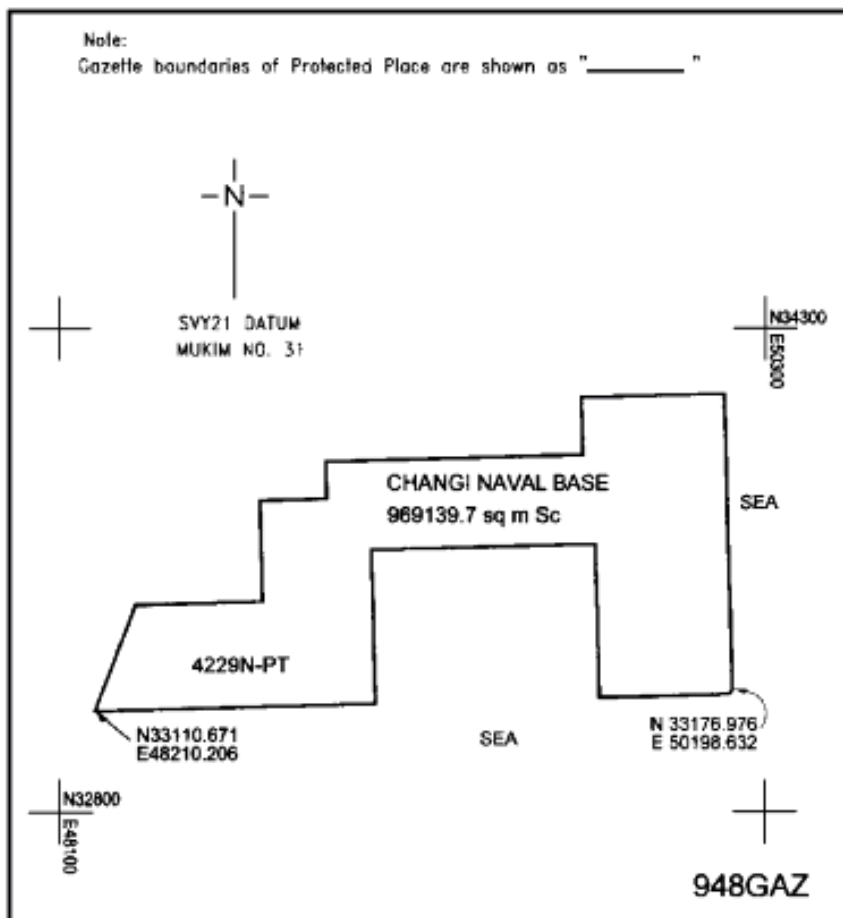 Note:
Gazette boundaries of Protected Place are shown as "________"
N
SVY21 DATUM
MUKIM NO. 31
N34300
E50300
CHANGI NAVAL BASE
969139.7 sq m Sc
SEA
4229N-PT
N33110.671
E48210.206
SEA
N 33176.976
E 50198.632
N32800
E48100
948GAZ